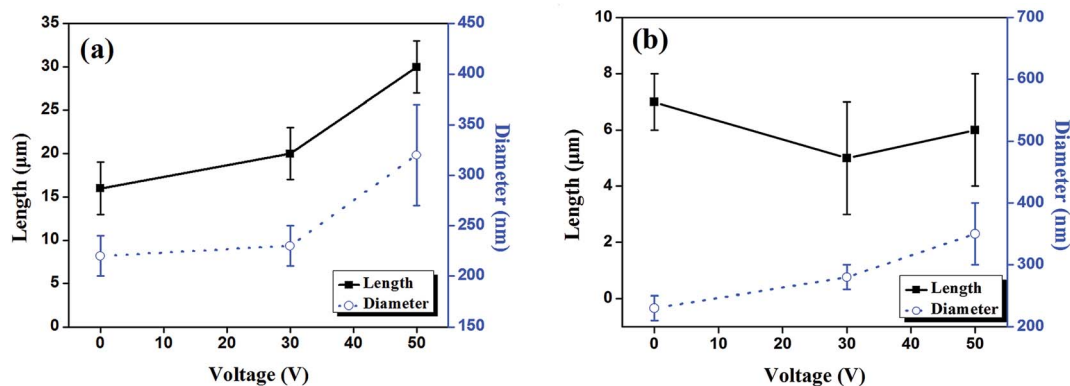 (a)
35
30
25
20
15
10
5
0
Length (μm)
450
400
350
300
250
200
150
Diameter (nm)
Length
Diameter
0 10 20 30 40 50
Voltage (V)
(b)
10
8
6
4
2
0
Length (μm)
700
600
500
400
300
200
Diameter (nm)
Length
Diameter
0 10 20 30 40 50
Voltage (V)